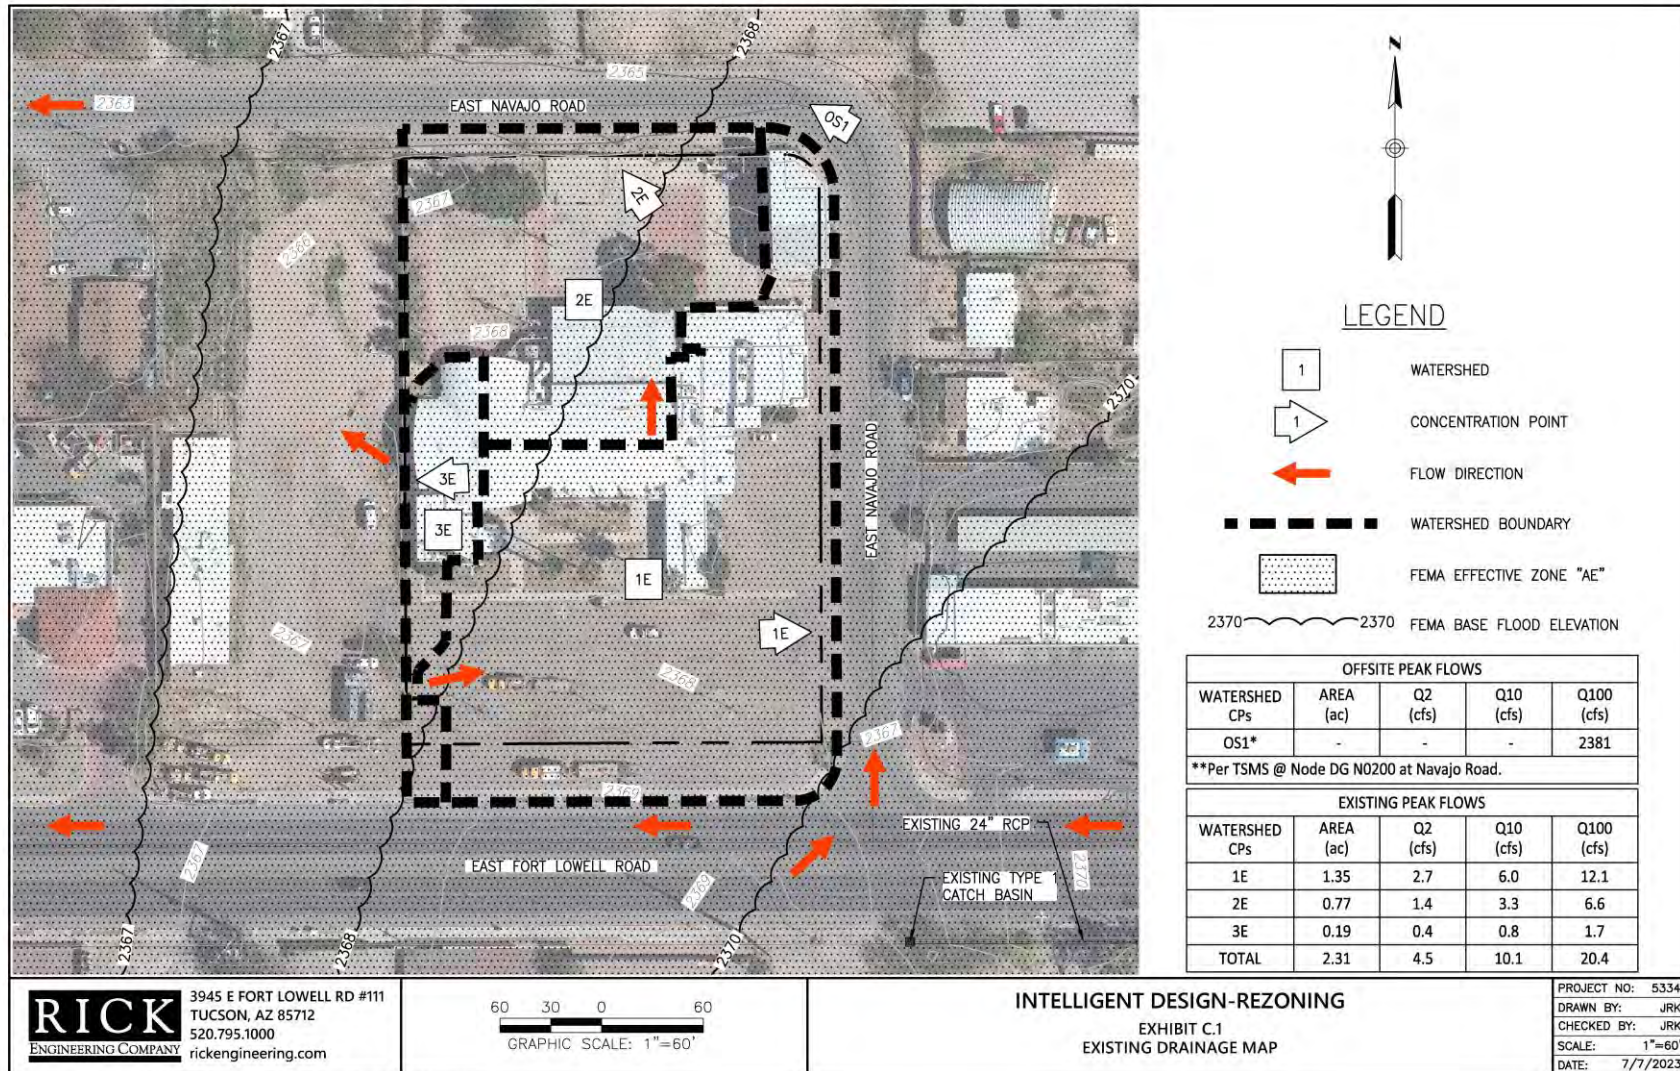 2367
2368
2365
2363
EAST NAVAJO ROAD
OS1
2E
2367
2366
2E
2368
2370
EAST NAVAJO ROAD
3E
3E
1E
1E
2367
2368
2367
2369
EXISTING 24" RCP
EAST FORT LOWELL ROAD
2367
2369
EXISTING TYPE 1
CATCH BASIN
2370
2367
2368
2370
N
LEGEND
1 WATERSHED
1 CONCENTRATION POINT
FLOW DIRECTION
WATERSHED BOUNDARY
FEMA EFFECTIVE ZONE "AE"
2370 2370 FEMA BASE FLOOD ELEVATION
OFFSITE PEAK FLOWS
WATERSHED CPs AREA (ac) Q2 (cfs) Q10 (cfs) Q100 (cfs)
OS1* - - - 2381
**Per TSMS @ Node DG N0200 at Navajo Road.
EXISTING PEAK FLOWS
WATERSHED CPs AREA (ac) Q2 (cfs) Q10 (cfs) Q100 (cfs)
1E 1.35 2.7 6.0 12.1
2E 0.77 1.4 3.3 6.6
3E 0.19 0.4 0.8 1.7
TOTAL 2.31 4.5 10.1 20.4
RICK
ENGINEERING COMPANY
3945 E FORT LOWELL RD #111
TUCSON, AZ 85712
520.795.1000
rickengineering.com
60 30 0 60
GRAPHIC SCALE: 1"=60'
INTELLIGENT DESIGN-REZONING
EXHIBIT C.1
EXISTING DRAINAGE MAP
PROJECT NO: 5334
DRAWN BY: JRK
CHECKED BY: JRK
SCALE: 1"=60'
DATE: 7/7/2023